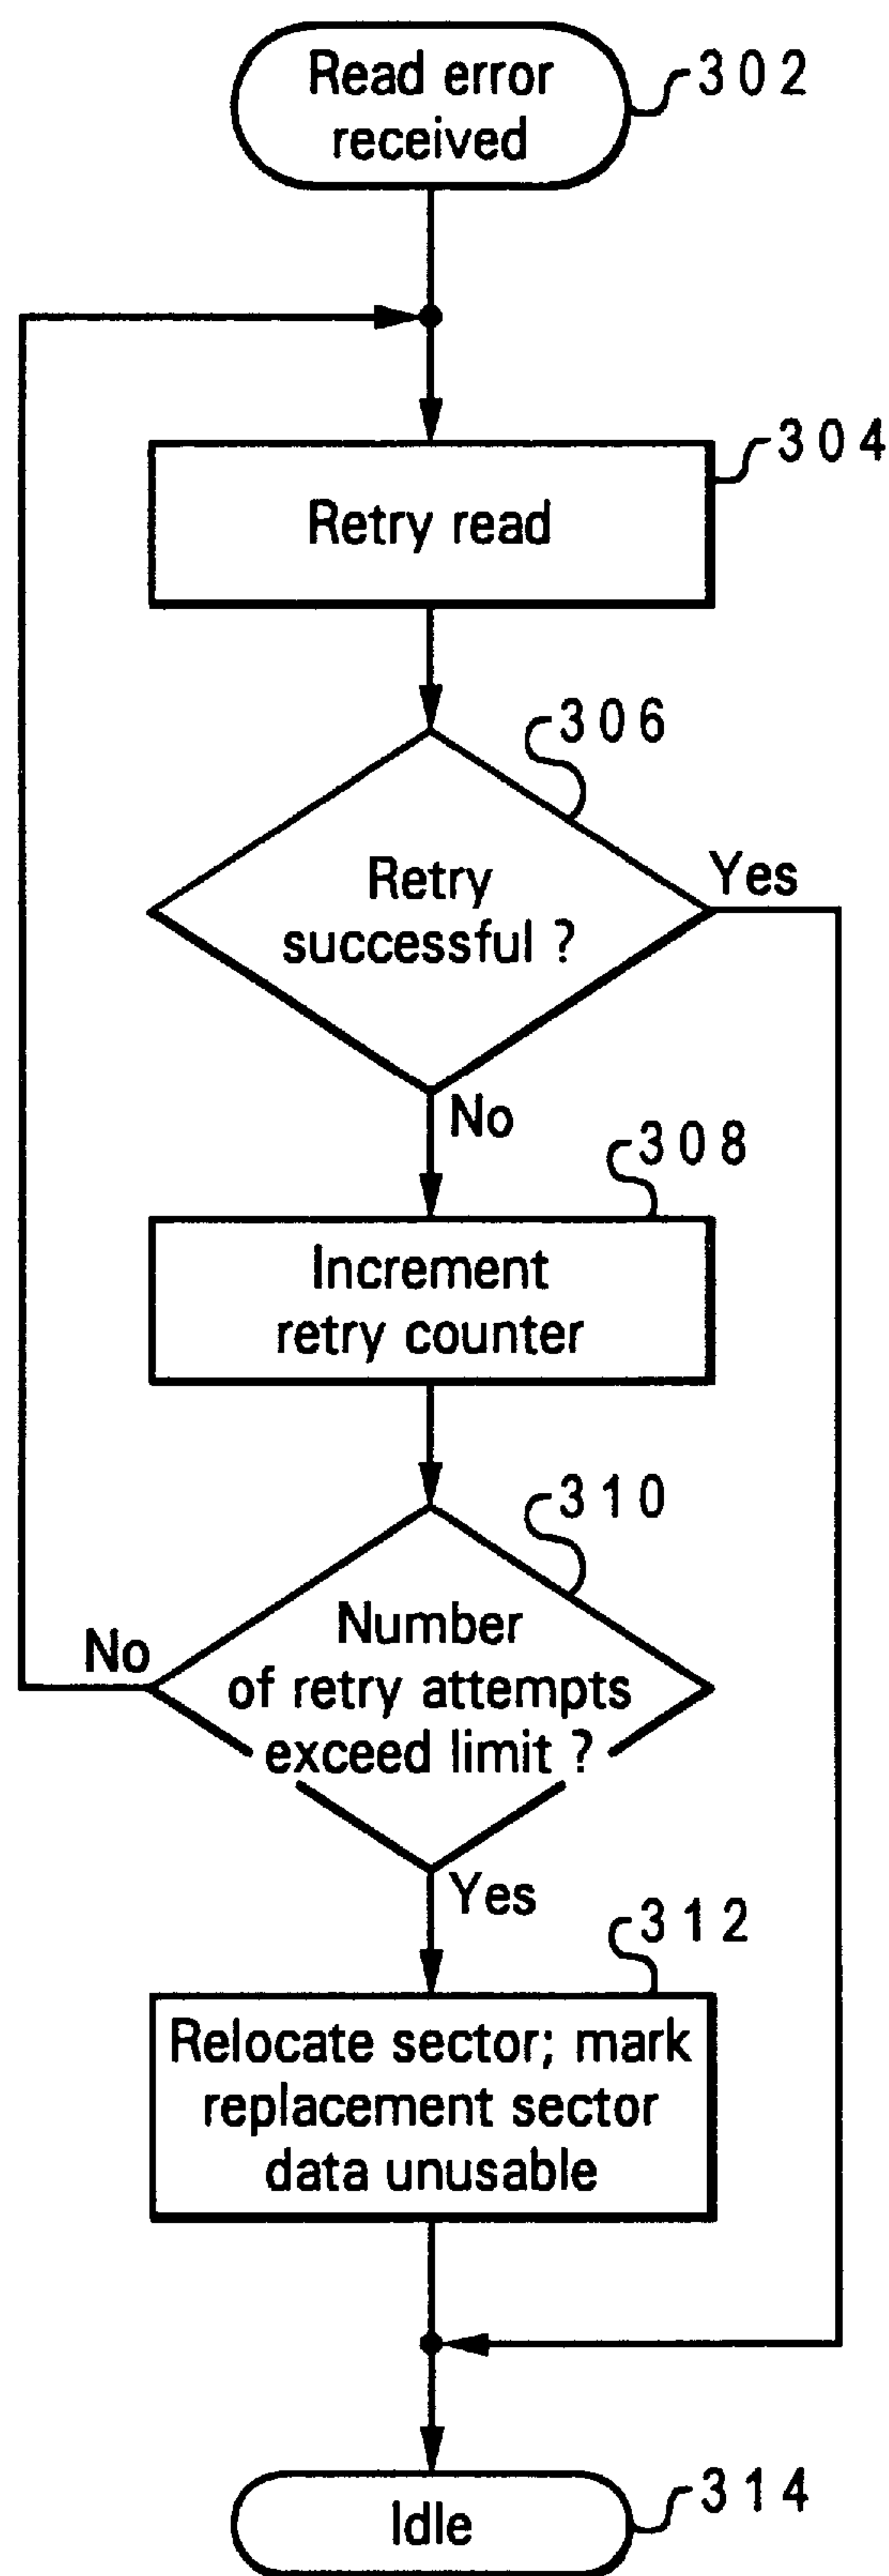 Read error
received
302
304
Retry read
306
Retry
successful ?
Yes
No
308
Increment
retry counter
310
Number
of retry attempts
exceed limit ?
No
Yes
312
Relocate sector; mark
replacement sector
data unusable
Idle
314